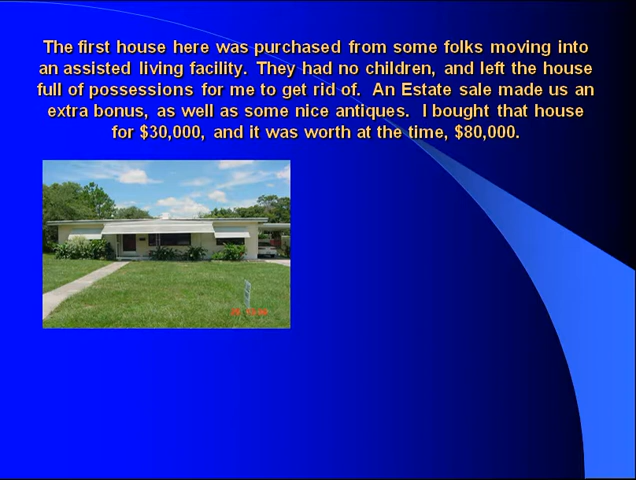 The first house here was purchased from some folks moving into
an assisted living facility. They had no children, and left the house
full of possessions for me to get rid of. An Estate sale made us an
extra bonus, as well as some nice antiques. I bought that house
for $30,000, and it was worth at the time, $80,000.